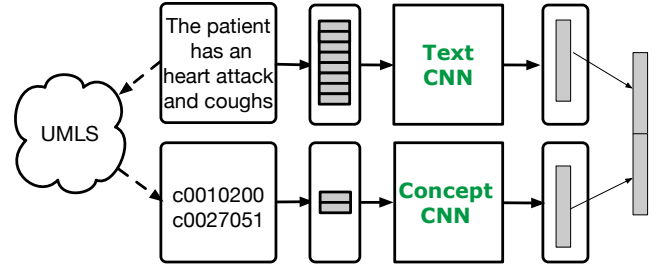 The patient
has an
heart attack
and coughs
Text
CNN
UMLS
c0010200
c0027051
Concept
CNN